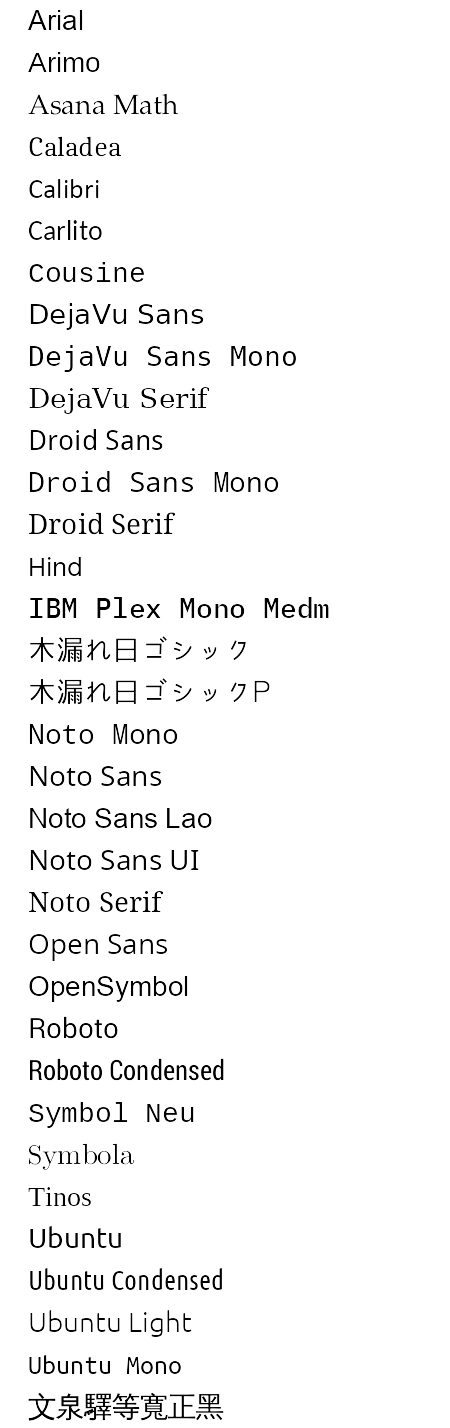 Arial
Arimo
Asana Math
Caladea
Calibri
Carlito
Cousine
DejaVu Sans
DejaVu Sans Mono
DejaVu Serif
Droid Sans
Droid Sans Mono
Droid Serif
Hind
IBM Plex Mono Medm
木漏れ日ゴシック
木漏れ日ゴシックP
Noto Mono
Noto Sans
Noto Sans Lao
Noto Sans UI
Noto Serif
Open Sans
OpenSymbol
Roboto
Roboto Condensed
Symbol Neu
Symbola
Tinos
Ubuntu
Ubuntu Condensed
Ubuntu Light
Ubuntu Mono
文泉驛等寬正黑